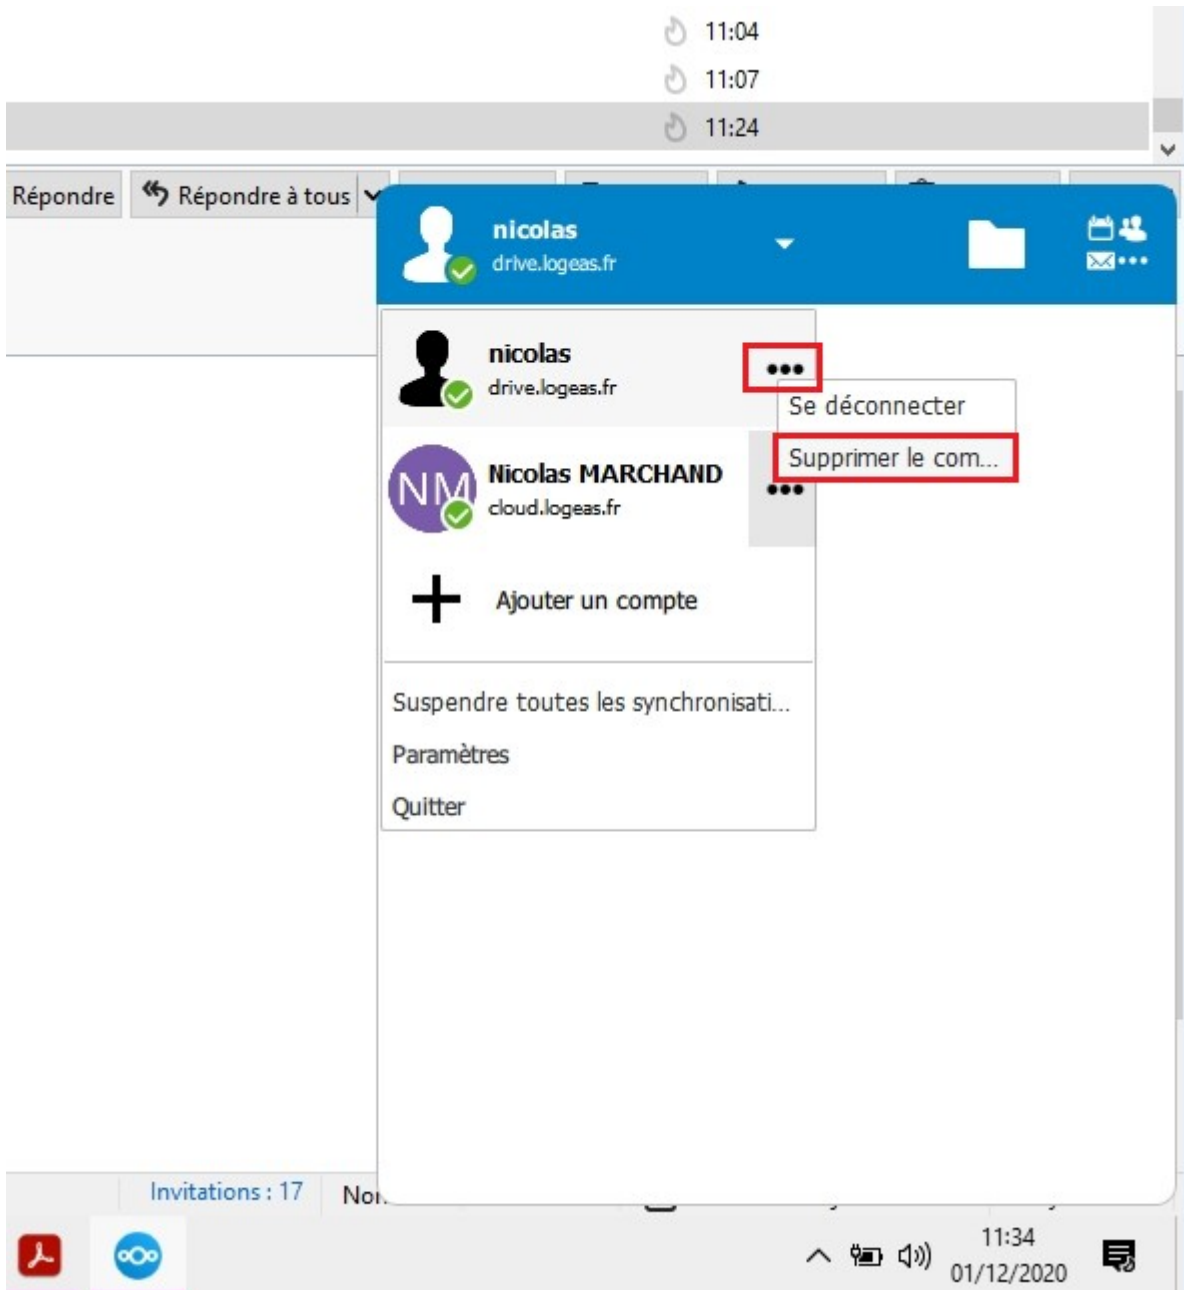 11:04
11:07
11:24
Répondre Répondre à tous
nicolas
drive.logeas.fr
nicolas
drive.logeas.fr
Se déconnecter
Supprimer le com...
NM Nicolas MARCHAND
cloud.logeas.fr
Ajouter un compte
Suspendre toutes les synchronisati...
Paramètres
Quitter
Invitations : 17
11:34
01/12/2020